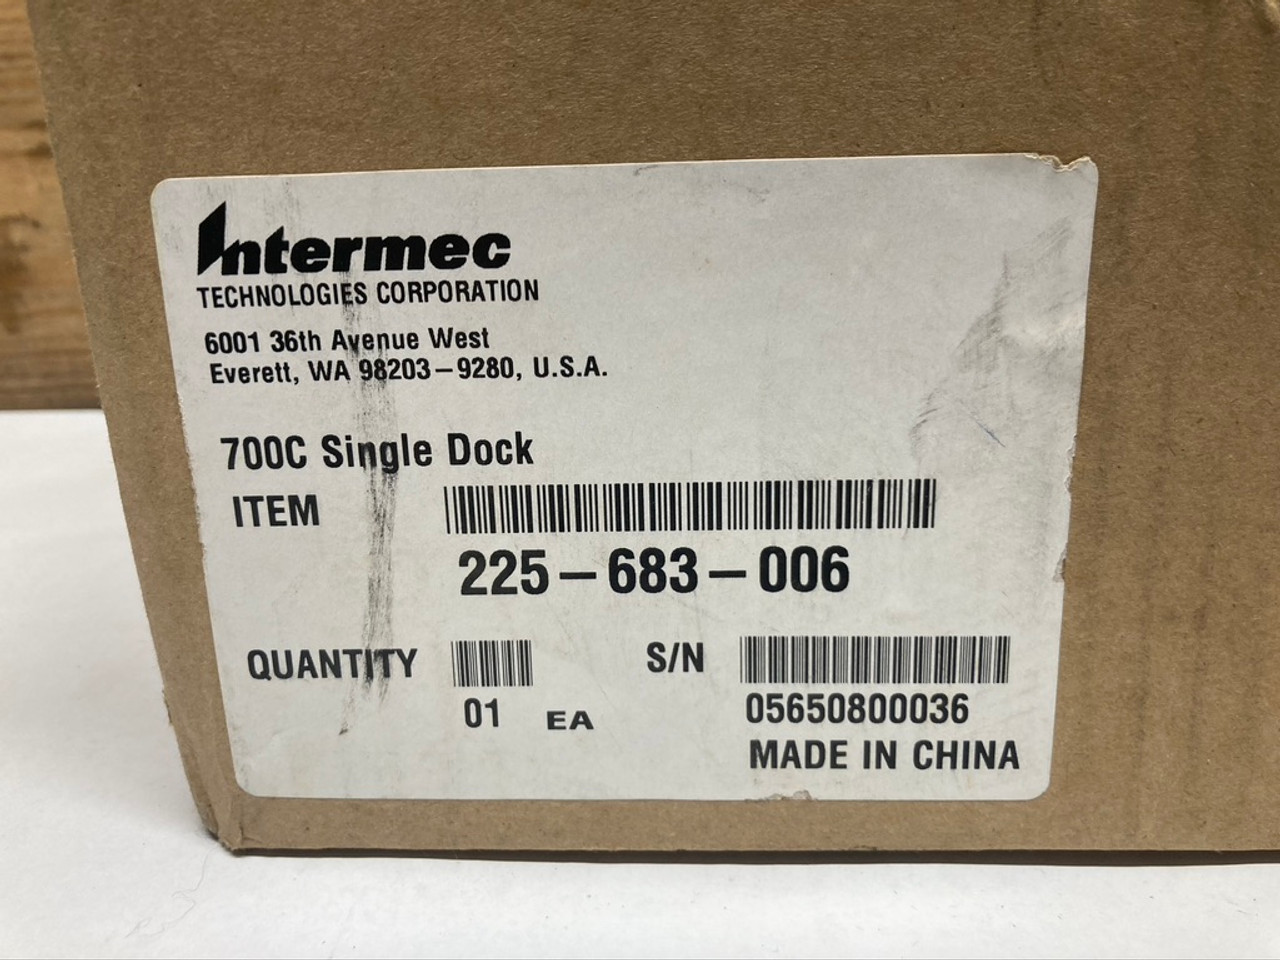 Intermec
TECHNOLOGIES CORPORATION
6001 36th Avenue West
Everett, WA 98203-9280, U.S.A.
700C Single Dock
ITEM
225-683-006
QUANTITY
01 EA
S/N
05650800036
MADE IN CHINA